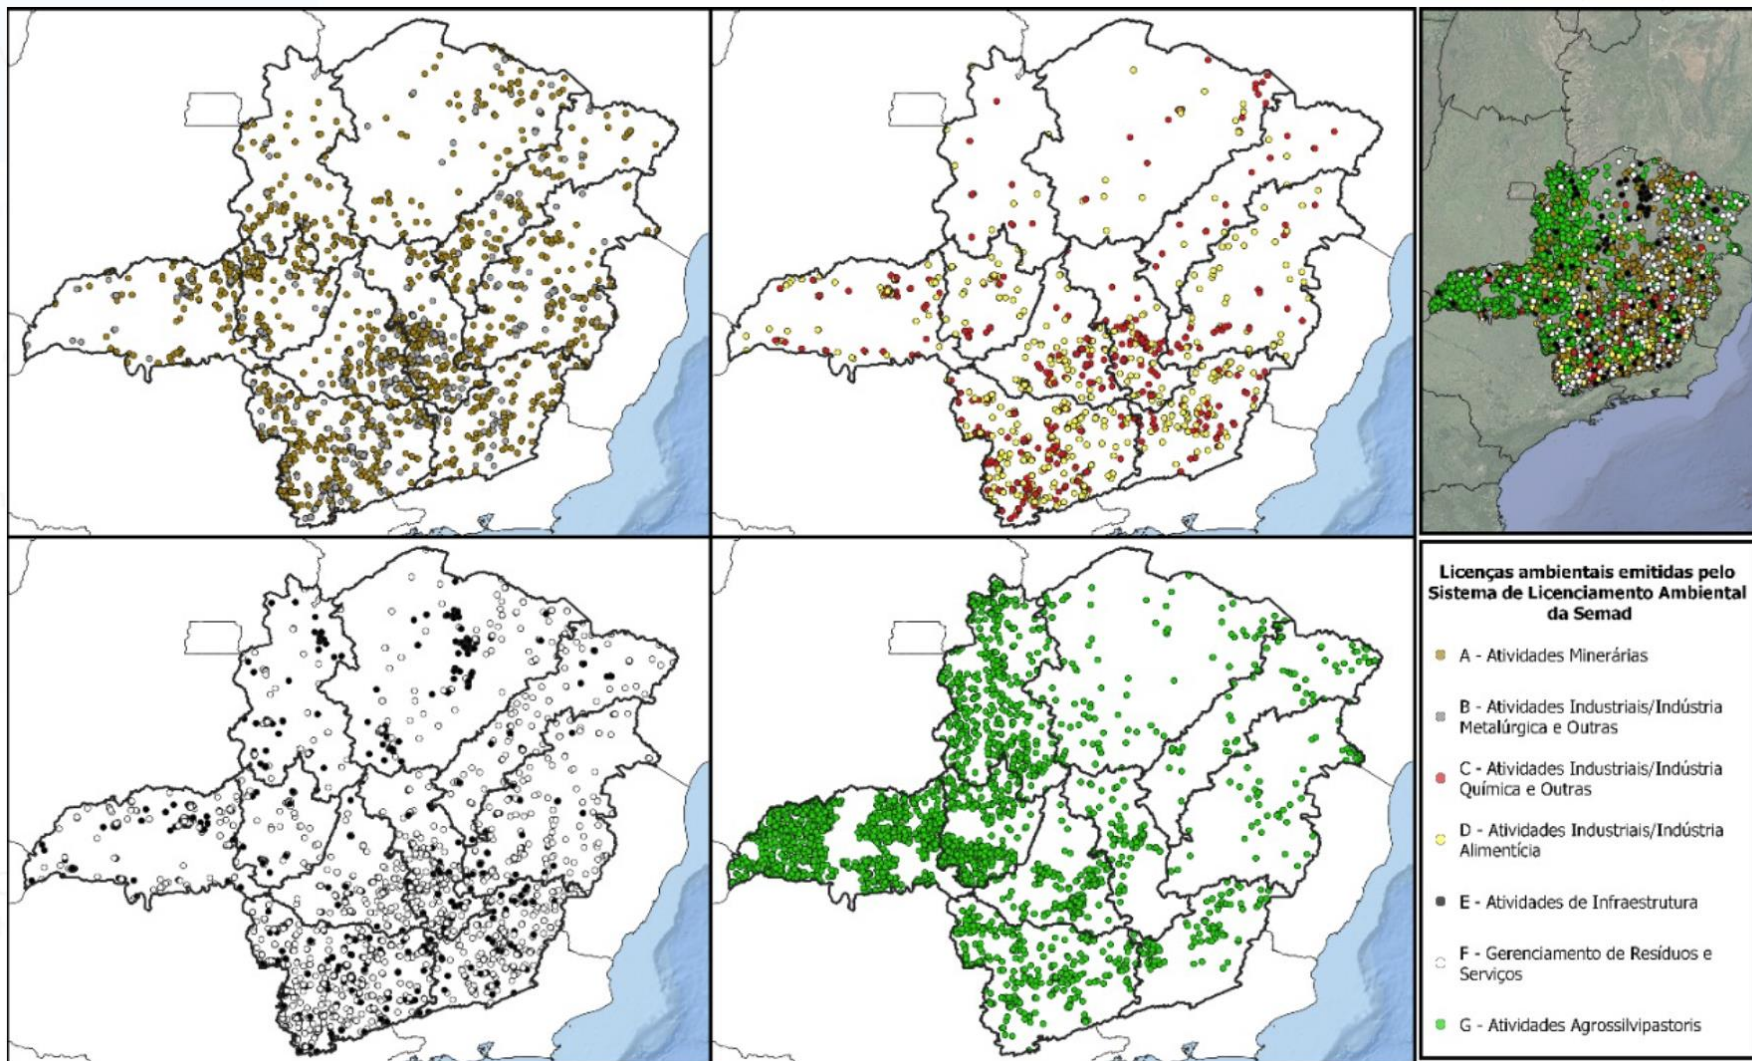 Licenças ambientais emitidas pelo
Sistema de Licenciamento Ambiental
da Semad
A - Atividades Minerárias
B - Atividades Industriais/Indústria
Metalúrgica e Outras
C - Atividades Industriais/Indústria
Química e Outras
D - Atividades Industriais/Indústria
Alimentícia
E - Atividades de Infraestrutura
F - Gerenciamento de Resíduos e
Serviços
G - Atividades Agrossilvipastoris